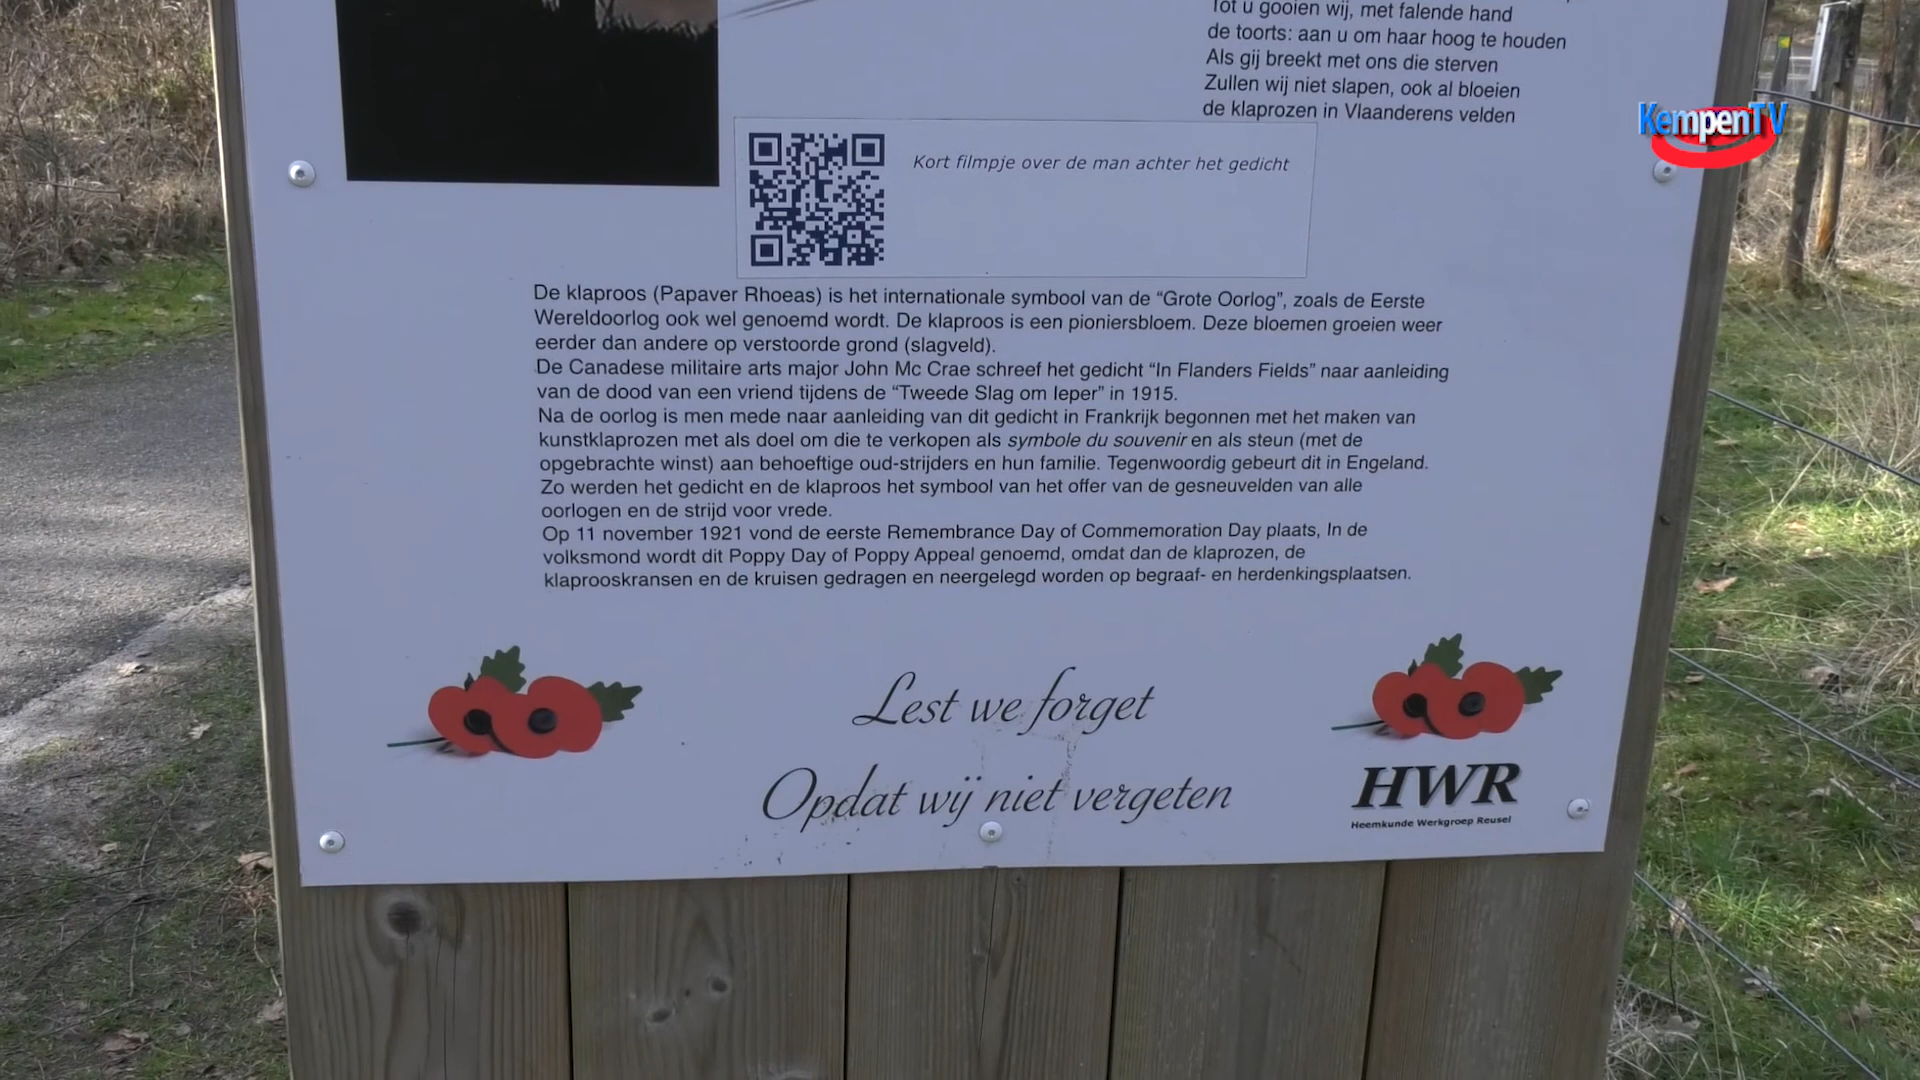 Tot u gooien wij, met falende hand
de toorts: aan u om haar hoog te houden
Als gij breekt met ons die sterven
Zullen wij niet slapen, ook al bloeien
de klaprozen in Vlaanderens velden
KempenTV
Kort filmpje over de man achter het gedicht
De klaproos (Papaver Rhoeas) is het internationale symbool van de “Grote Oorlog”, zoals de Eerste
Wereldoorlog ook wel genoemd wordt. De klaproos is een pioniersbloem. Deze bloemen groeien weer
eerder dan andere op verstoorde grond (slagveld).
De Canadese militaire arts major John Mc Crae schreef het gedicht “In Flanders Fields” naar aanleiding
van de dood van een vriend tijdens de “Tweede Slag om Ieper” in 1915.
Na de oorlog is men mede naar aanleiding van dit gedicht in Frankrijk begonnen met het maken van
kunstklaprozen met als doel om die te verkopen als symbole du souvenir en als steun (met de
opgebrachte winst) aan behoeftige oud-strijders en hun familie. Tegenwoordig gebeurt dit in Engeland.
Zo werden het gedicht en de klaproos het symbool van het offer van de gesneuvelden van alle
oorlogen en de strijd voor vrede.
Op 11 november 1921 vond de eerste Remembrance Day of Commemoration Day plaats, In de
volksmond wordt dit Poppy Day of Poppy Appeal genoemd, omdat dan de klaprozen, de
klaprooskransen en de kruisen gedragen en neergelegd worden op begraaf- en herdenkingsplaatsen.
Lest we forget
Opdat wij niet vergeten
HWR
Heemkunde Werkgroep Reusel